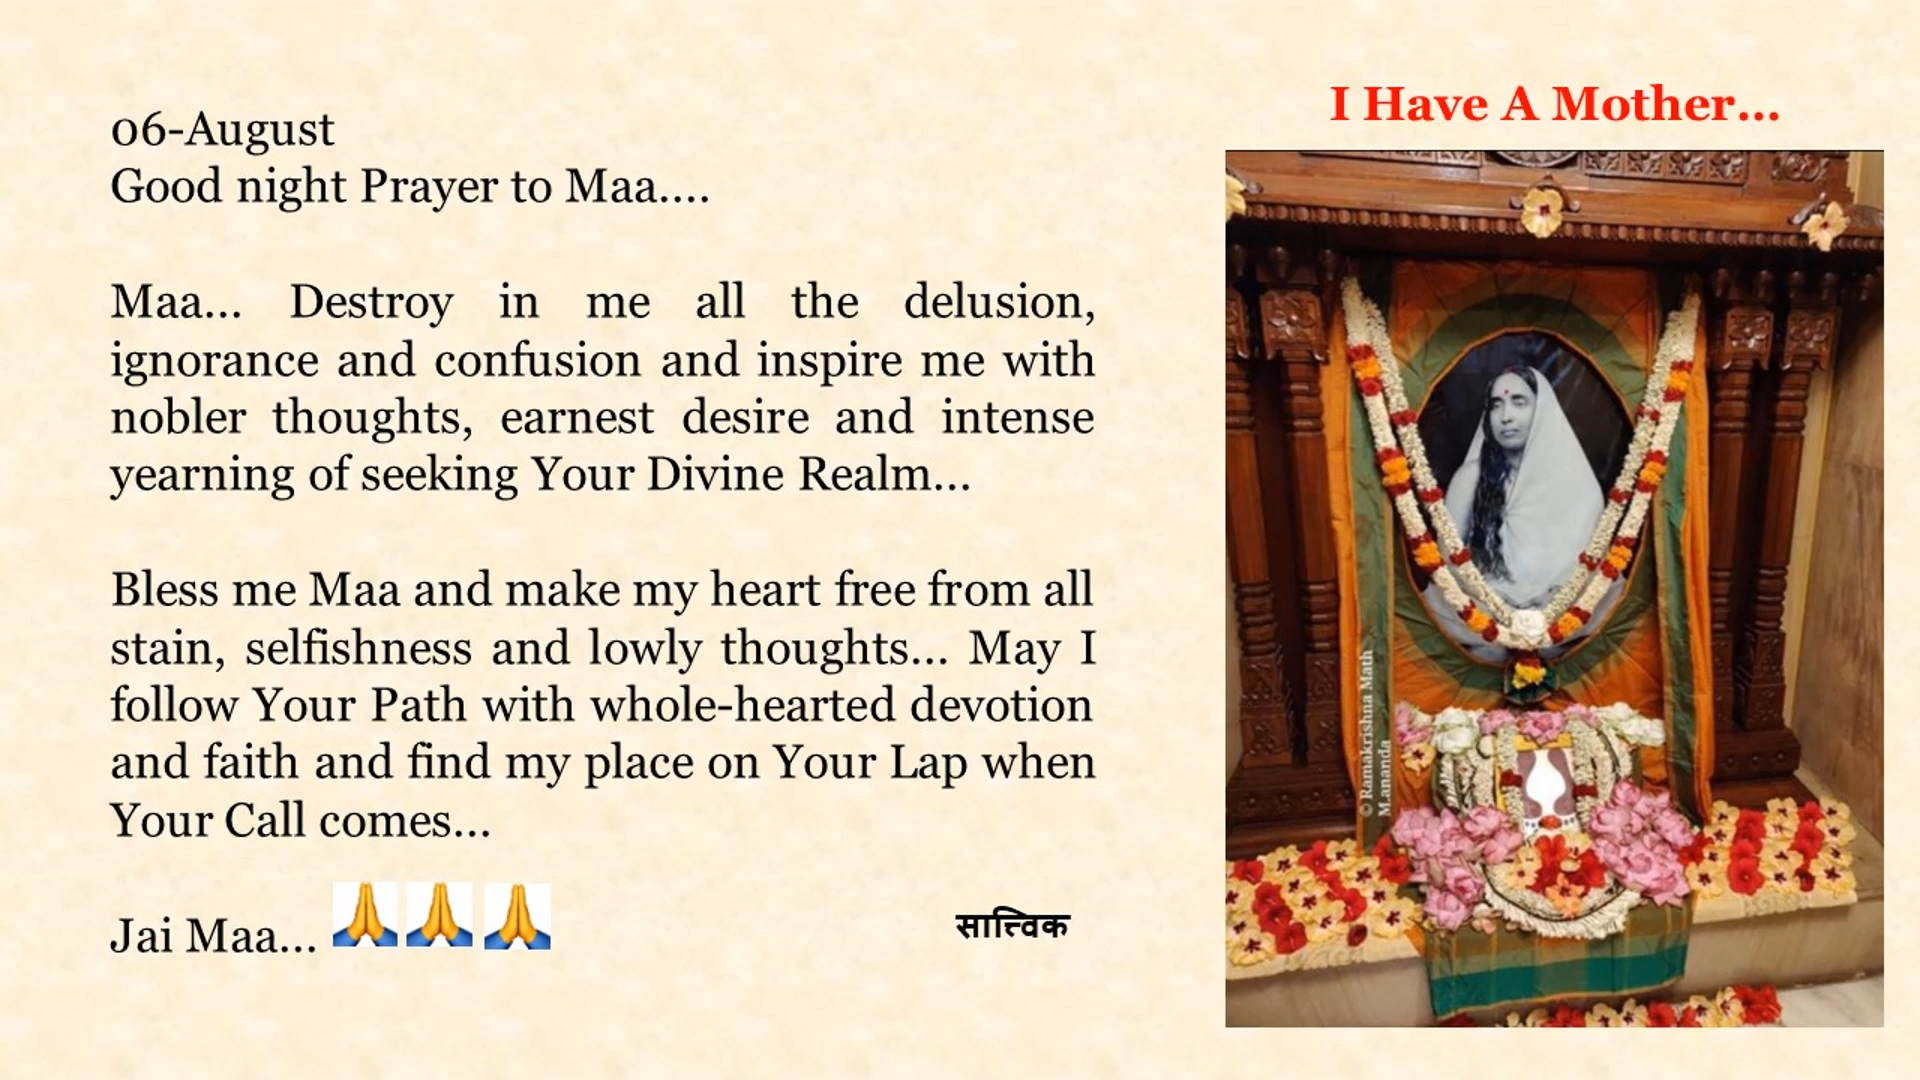 06-August
Good night Prayer to Maa....
Maa... Destroy in me all the delusion,
ignorance and confusion and inspire me with
nobler thoughts, earnest desire and intense
yearning of seeking Your Divine Realm...
Bless me Maa and make my heart free from all
stain, selfishness and lowly thoughts... May I
follow Your Path with whole-hearted devotion
and faith and find my place on Your Lap when
Your Call comes...
Jai Maa... 🙏🙏🙏
सात्त्विक
I Have A Mother...
© Ramakrishna Math
M.ananda